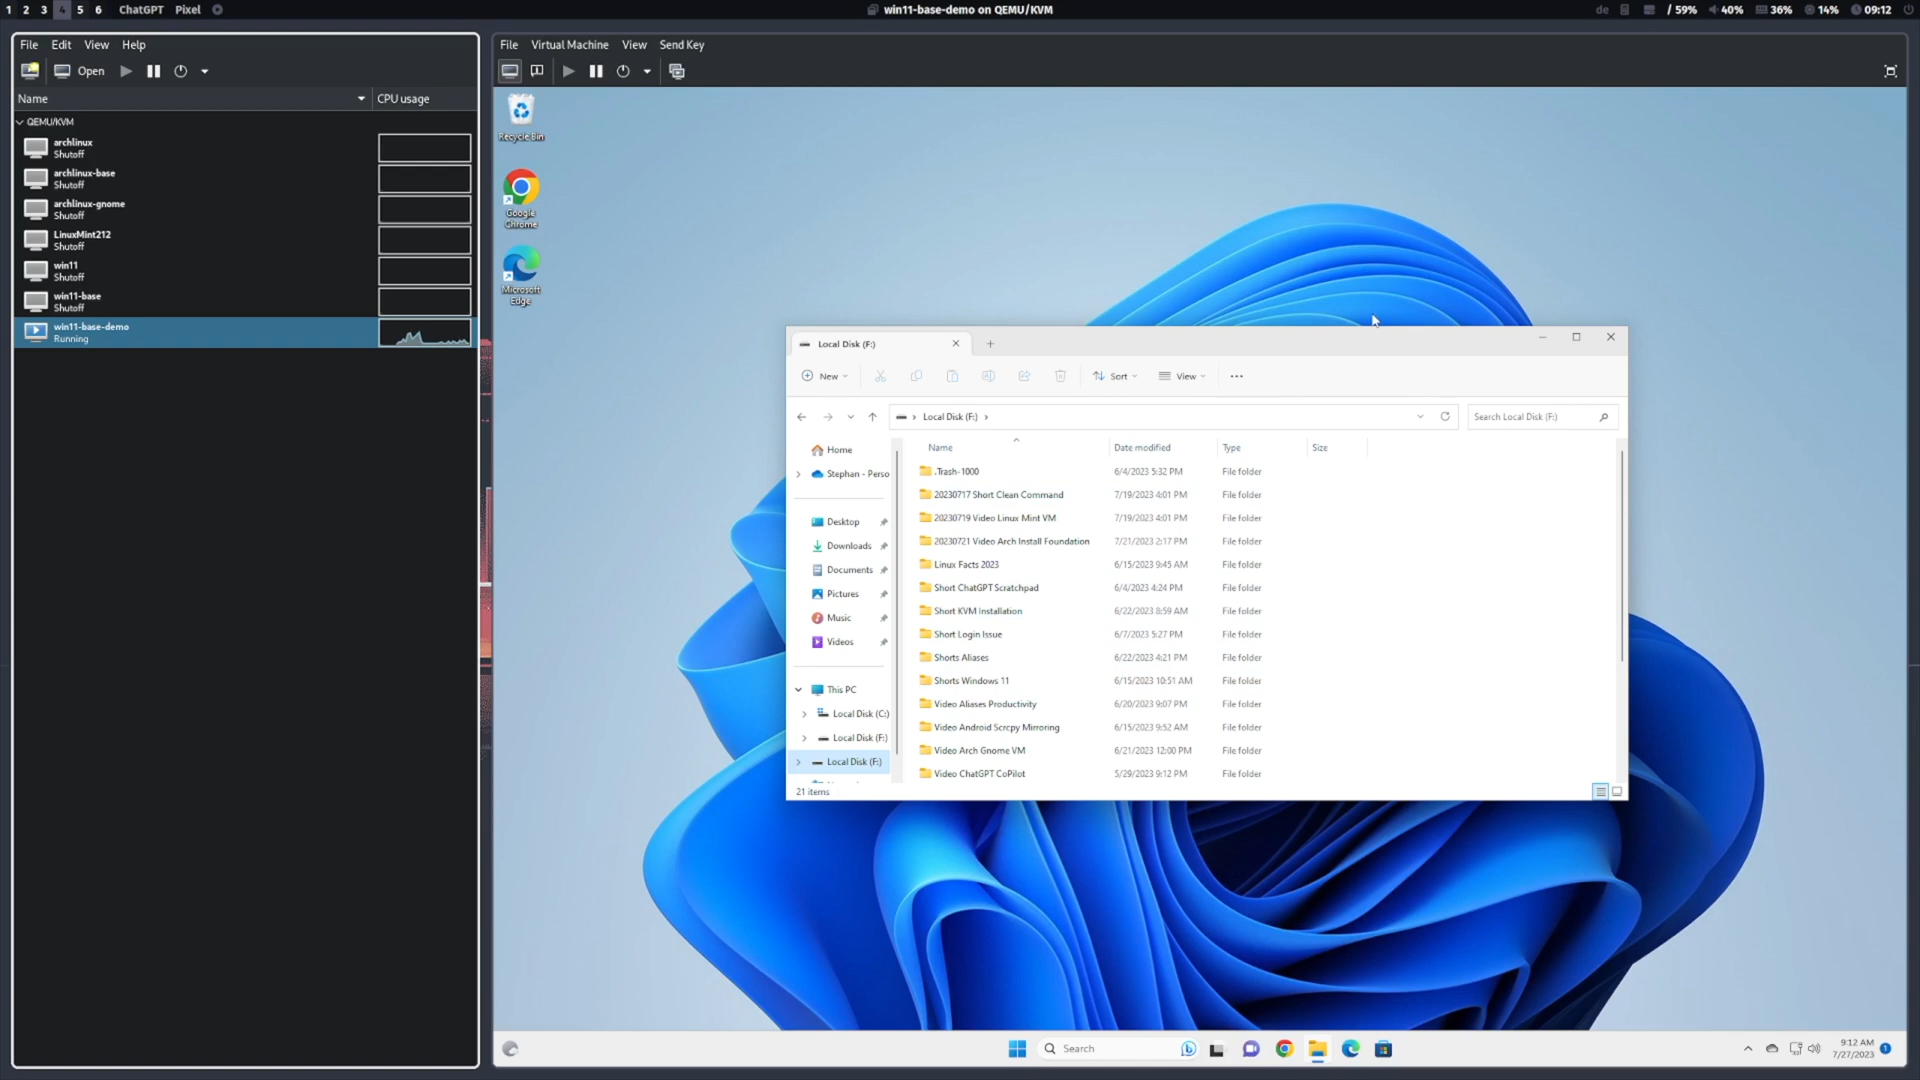 1 2 3 4 5 6 ChatGPT Pixel
win11-base-demo on QEMU/KVM
de / 59% 40% 36% 14% 09:12
File Edit View Help
Open
Name CPU usage
QEMU/KVM
archlinux
Shutoff
archlinux-base
Shutoff
archlinux-gnome
Shutoff
LinuxMint212
Shutoff
win11
Shutoff
win11-base
Shutoff
win11-base-demo
Running
File Virtual Machine View Send Key
Recycle Bin
Google
Chrome
Microsoft
Edge
Local Disk (F:)
New Sort View
Local Disk (F:) Search Local Disk (F:)
Home
Stephan - Perso
Desktop
Downloads
Documents
Pictures
Music
Videos
This PC
Local Disk (C:)
Local Disk (F:)
Local Disk (F:)
Name Date modified Type Size
.Trash-1000 6/4/2023 5:32 PM File folder
20230717 Short Clean Command 7/19/2023 4:01 PM File folder
20230719 Video Linux Mint VM 7/19/2023 4:01 PM File folder
20230721 Video Arch Install Foundation 7/21/2023 2:17 PM File folder
Linux Facts 2023 6/15/2023 9:45 AM File folder
Short ChatGPT Scratchpad 6/4/2023 4:24 PM File folder
Short KVM Installation 6/22/2023 8:59 AM File folder
Short Login Issue 6/7/2023 5:27 PM File folder
Shorts Aliases 6/22/2023 4:21 PM File folder
Shorts Windows 11 6/15/2023 10:51 AM File folder
Video Aliases Productivity 6/20/2023 9:07 PM File folder
Video Android Scrcpy Mirroring 6/15/2023 9:52 AM File folder
Video Arch Gnome VM 6/21/2023 12:00 PM File folder
Video ChatGPT CoPilot 5/29/2023 9:12 PM File folder
21 items
Search
9:12 AM
7/27/2023
1